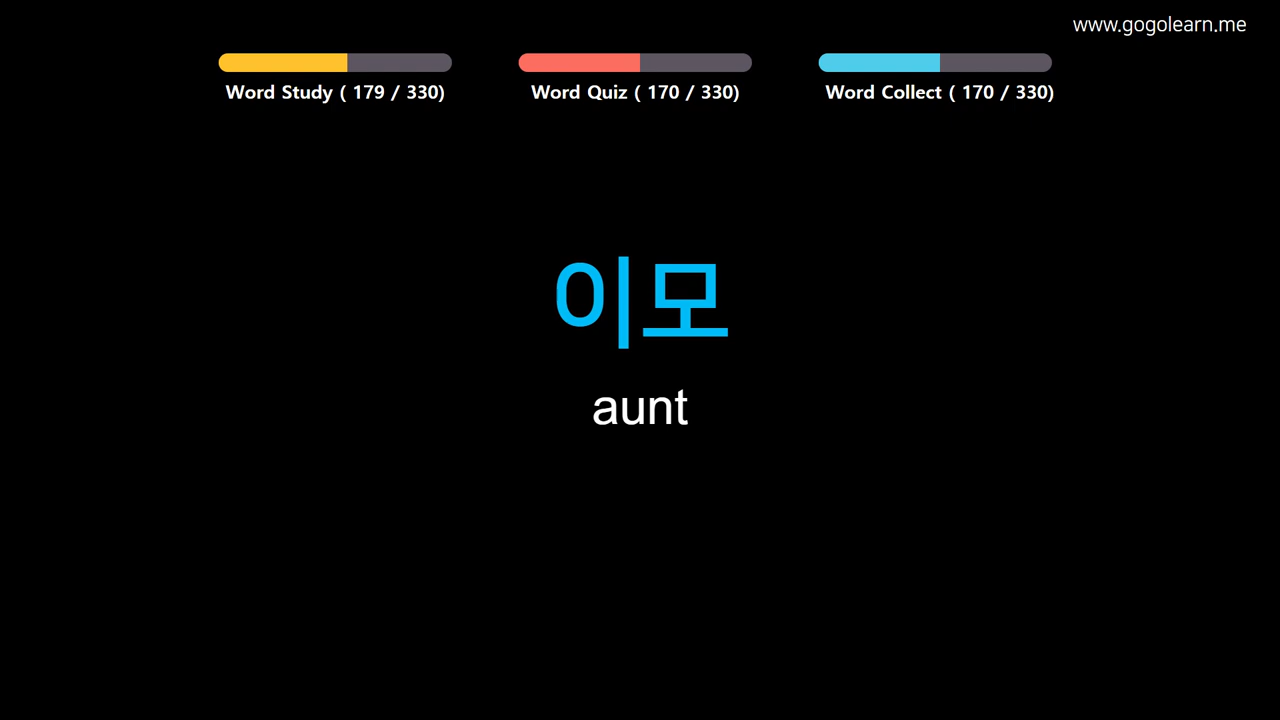 www.gogolearn.me
Word Study ( 179 / 330)
Word Quiz ( 170 / 330)
Word Collect ( 170 / 330)
이모
aunt